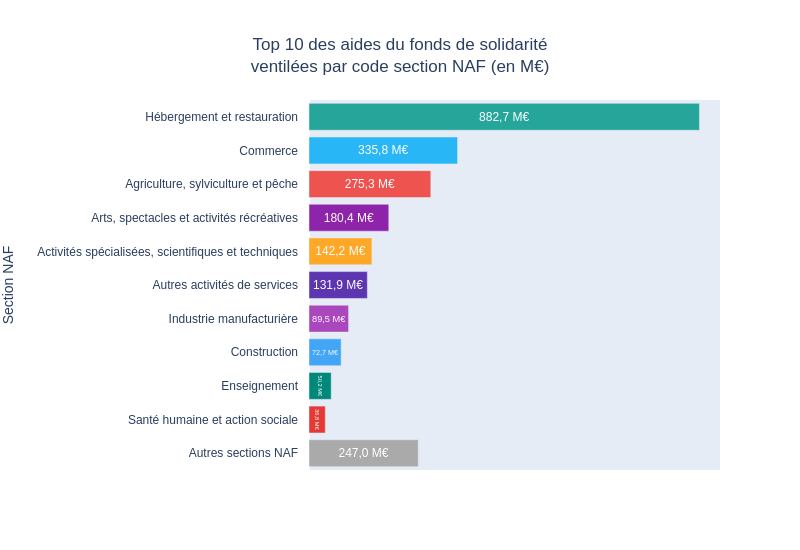 Top 10 des aides du fonds de solidarité
ventilées par code section NAF (en M€)
Section NAF
Hébergement et restauration 882,7 M€
Commerce 335,8 M€
Agriculture, sylviculture et pêche 275,3 M€
Arts, spectacles et activités récréatives 180,4 M€
Activités spécialisées, scientifiques et techniques 142,2 M€
Autres activités de services 131,9 M€
Industrie manufacturière 89,5 M€
Construction 72,7 M€
Enseignement 50,2 M€
Santé humaine et action sociale M€
Autres sections NAF 247,0 M€